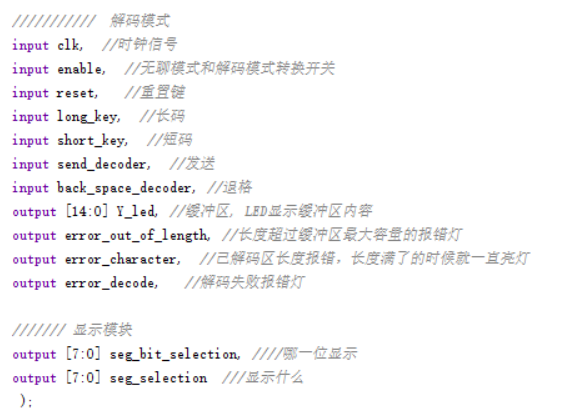 ///////////  解码模式
input clk,  //时钟信号
input enable,  //无聊模式和解码模式转换开关
input reset,   //重置键
input long_key,  //长码
input short_key,  //短码
input send_decoder,  //发送
input back_space_decoder, //退格
output [14:0] Y_led, //缓冲区, LED显示缓冲区内容
output error_out_of_length, //长度超过缓冲区最大容量的报错灯
output error_character,  //已解码区长度报错，长度满了的时候就一直亮灯
output error_decode,   //解码失败报错灯
/////// 显示模块
output [7:0] seg_bit_selection, ////哪一位显示
output [7:0] seg_selection  ///显示什么
);